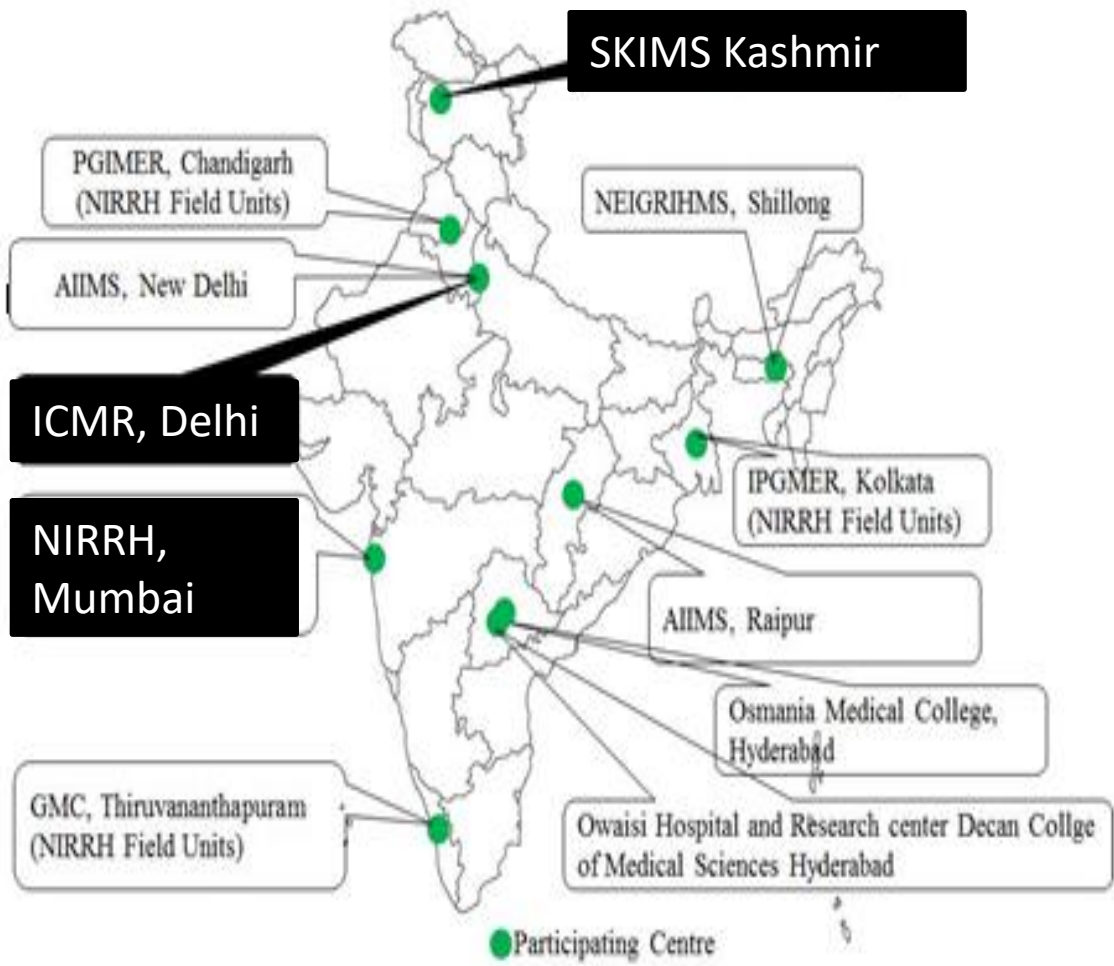 SKIMS Kashmir
PGIMER, Chandigarh
(NIRRH Field Units)
NEIGRIHMS, Shillong
AIIMS, New Delhi
ICMR, Delhi
IPGMER, Kolkata
(NIRRH Field Units)
NIRRH,
Mumbai
AIIMS, Raipur
Osmania Medical College,
Hyderabad
GMC, Thiruvananthapuram
(NIRRH Field Units)
Owaisi Hospital and Research center Decan Collge
of Medical Sciences Hyderabad
Participating Centre